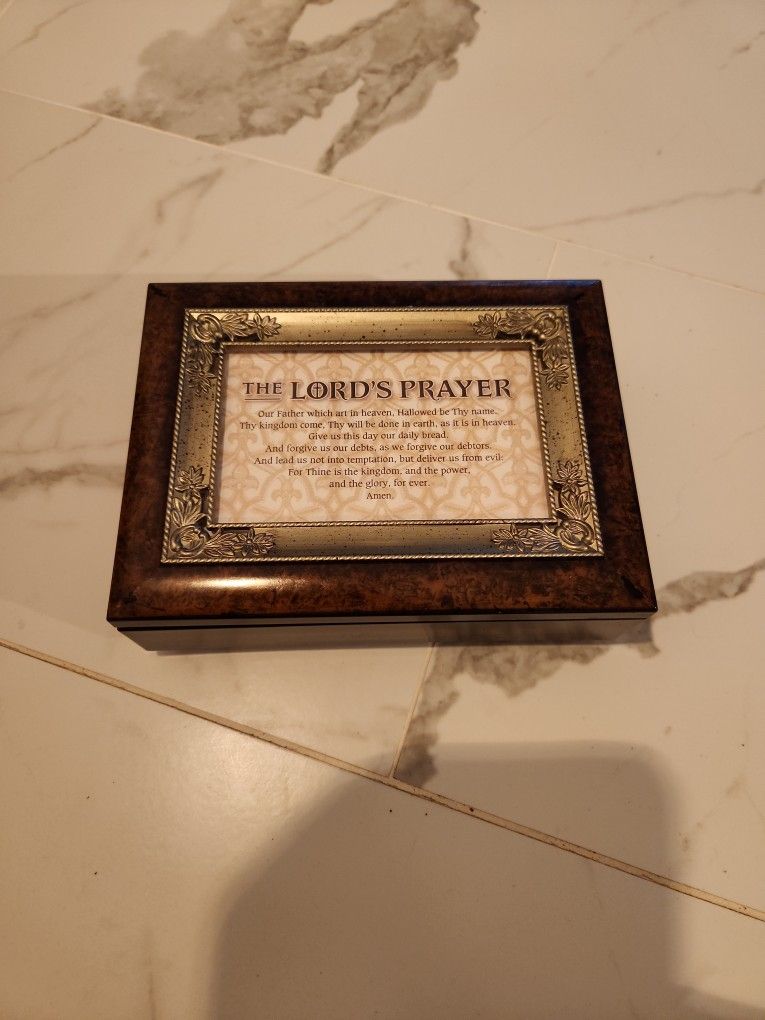 THE LORD'S PRAYER
Our Father which art in heaven, Hallowed be Thy name.
Thy kingdom come, Thy will be done in earth, as it is in heaven.
Give us this day our daily bread.
And forgive us our debts, as we forgive our debtors.
And lead us not into temptation, but deliver us from evil:
For Thine is the kingdom, and the power,
and the glory, for ever.
Amen.